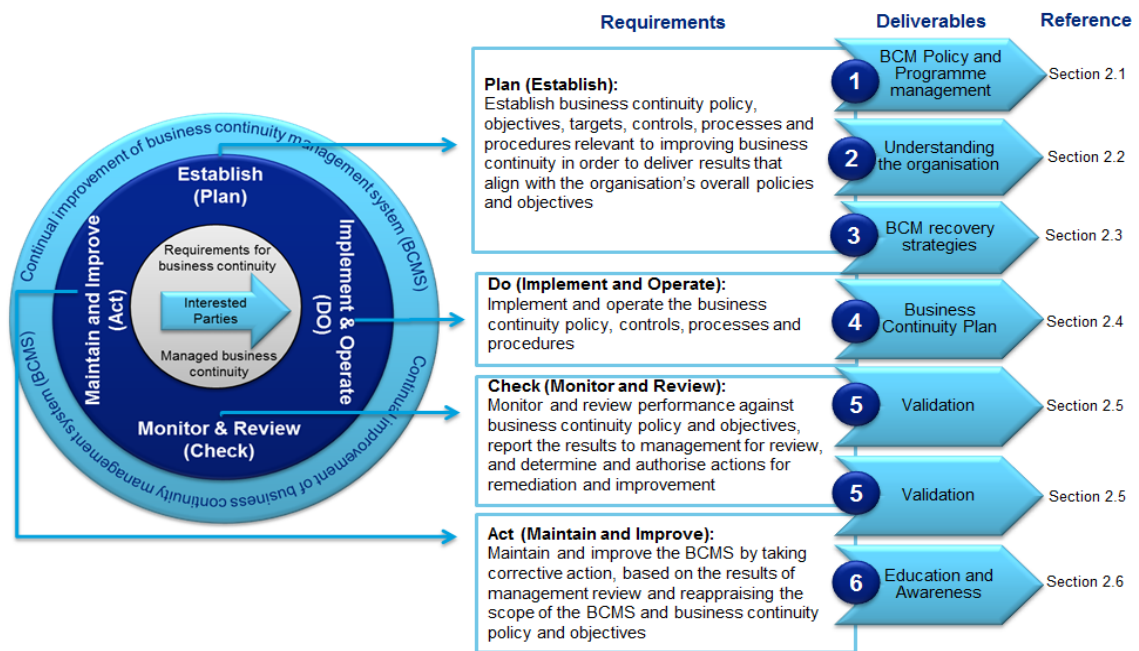 Requirements
Deliverables
Reference
Continual improvement of business continuity management system (BCMS)
Continual improvement of business continuity management system (BCMS)
Establish
(Plan)
Implement & Operate
(DO)
Monitor & Review
(Check)
Maintain and Improve
(Act)
Requirements for
business continuity
Interested
Parties
Managed business
continuity
Plan (Establish):
Establish business continuity policy,
objectives, targets, controls, processes and
procedures relevant to improving business
continuity in order to deliver results that
align with the organisation's overall policies
and objectives
1
BCM Policy and
Programme
management
Section 2.1
2
Understanding
the organisation
Section 2.2
3
BCM recovery
strategies
Section 2.3
Do (Implement and Operate):
Implement and operate the business
continuity policy, controls, processes and
procedures
4
Business
Continuity Plan
Section 2.4
Check (Monitor and Review):
Monitor and review performance against
business continuity policy and objectives,
report the results to management for review,
and determine and authorise actions for
remediation and improvement
5
Validation
Section 2.5
5
Validation
Section 2.5
Act (Maintain and Improve):
Maintain and improve the BCMS by taking
corrective action, based on the results of
management review and reappraising the
scope of the BCMS and business continuity
policy and objectives
6
Education and
Awareness
Section 2.6